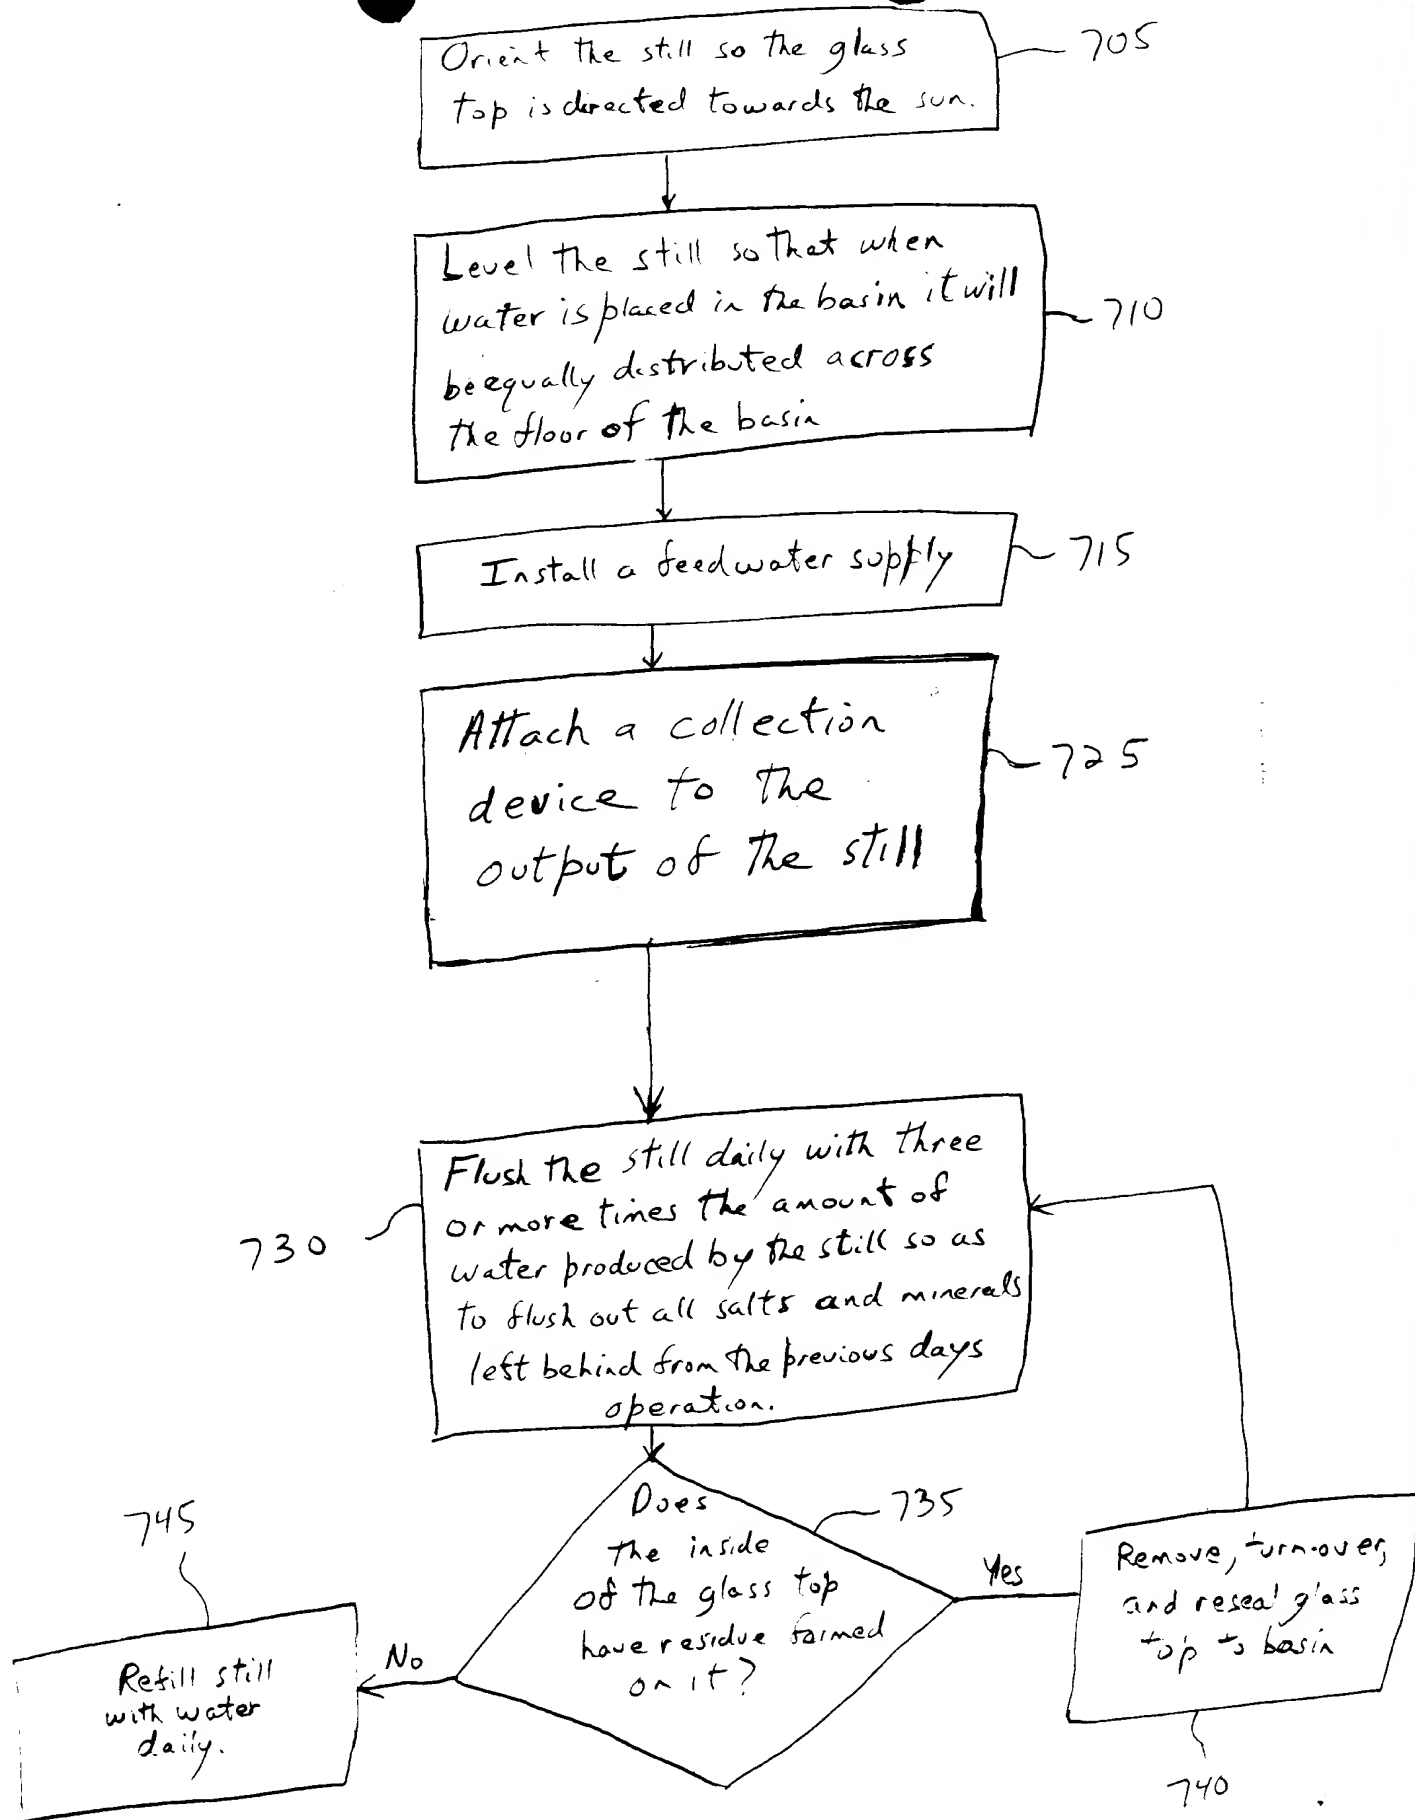 Orient the still so the glass
top is directed towards the sun.
705
Level the still so that when
water is placed in the basin it will
be equally distributed across
the floor of the basin
710
Install a feedwater supply
715
Attach a collection
device to the
output of the still
725
Flush the still daily with three
or more times the amount of
water produced by the still so as
to flush out all salts and minerals
left behind from the previous days
operation.
730
Does
the inside
of the glass top
have residue formed
on it?
735
Yes
Remove, turn-over,
and reseal glass
top to basin
740
No
745
Refill still
with water
daily.